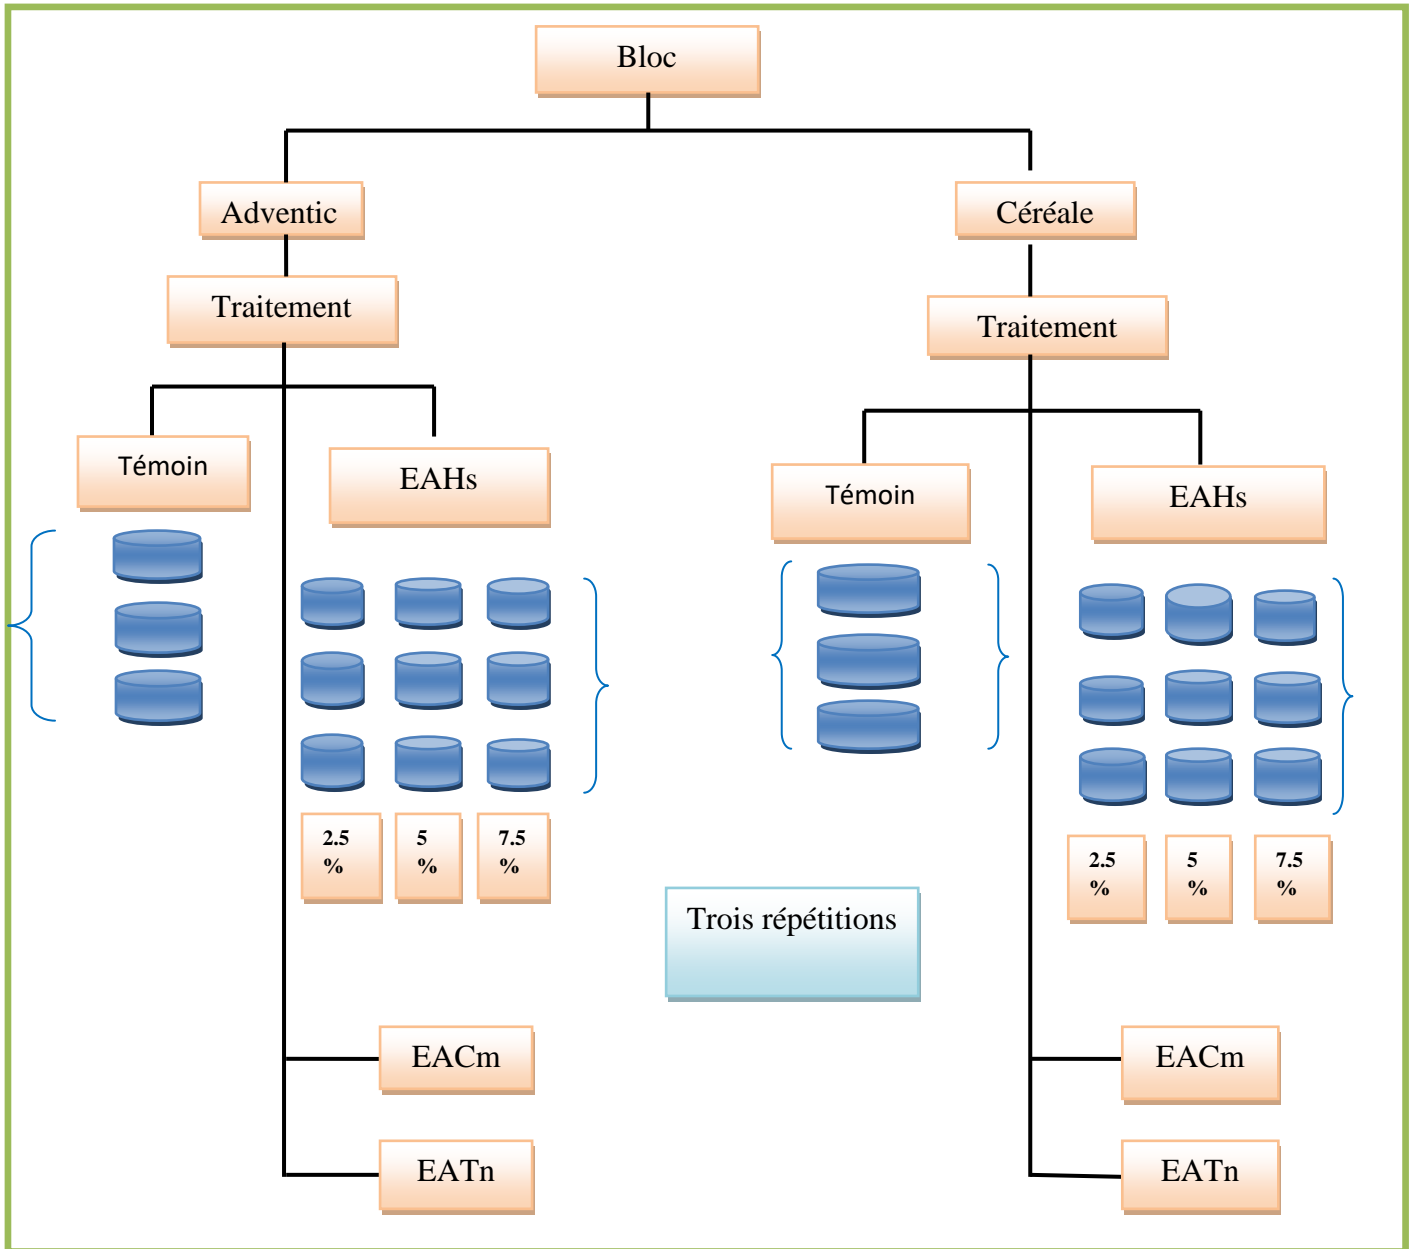 Bloc
Adventic
Céréale
Traitement
Traitement
Témoin
EAHs
Témoin
EAHs
2.5
%
5
%
7.5
%
2.5
%
5
%
7.5
%
Trois répétitions
EACm
EACm
EATn
EATn